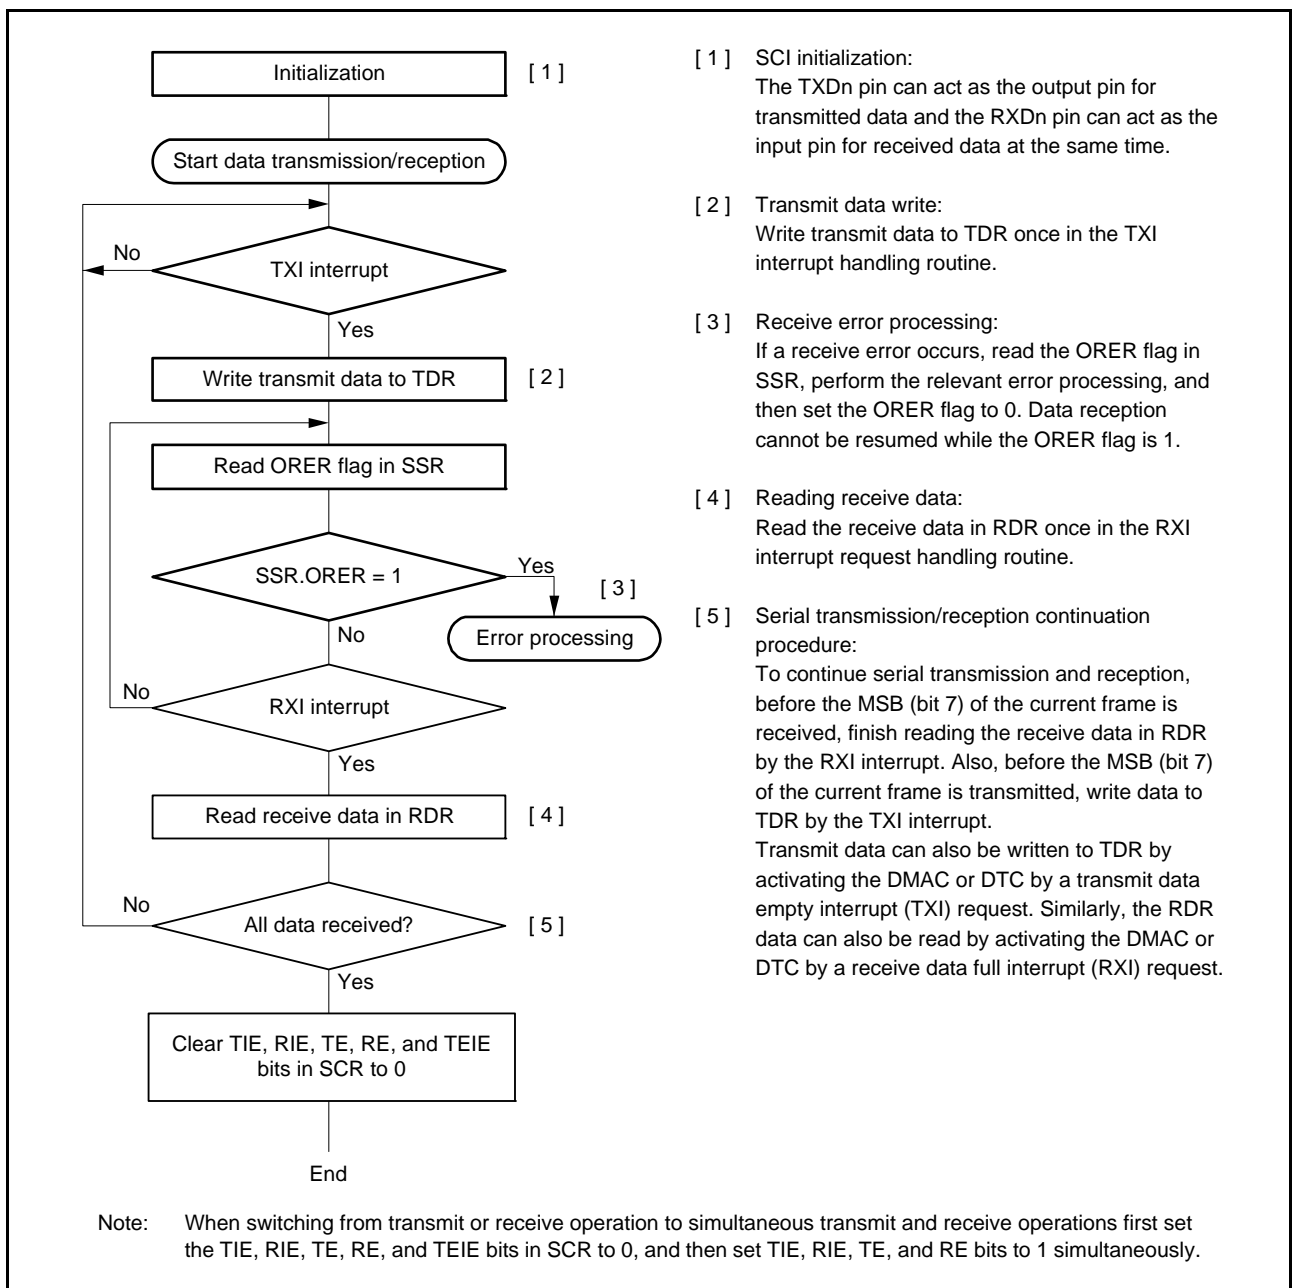 Initialization
[ 1 ]
Start data transmission/reception
No
TXI interrupt
Yes
Write transmit data to TDR
[ 2 ]
Read ORER flag in SSR
SSR.ORER = 1
Yes
[ 3 ]
Error processing
No
No
RXI interrupt
Yes
Read receive data in RDR
[ 4 ]
No
All data received?
[ 5 ]
Yes
Clear TIE, RIE, TE, RE, and TEIE
bits in SCR to 0
End
[ 1 ] SCI initialization:
The TXDn pin can act as the output pin for
transmitted data and the RXDn pin can act as the
input pin for received data at the same time.
[ 2 ] Transmit data write:
Write transmit data to TDR once in the TXI
interrupt handling routine.
[ 3 ] Receive error processing:
If a receive error occurs, read the ORER flag in
SSR, perform the relevant error processing, and
then set the ORER flag to 0. Data reception
cannot be resumed while the ORER flag is 1.
[ 4 ] Reading receive data:
Read the receive data in RDR once in the RXI
interrupt request handling routine.
[ 5 ] Serial transmission/reception continuation
procedure:
To continue serial transmission and reception,
before the MSB (bit 7) of the current frame is
received, finish reading the receive data in RDR
by the RXI interrupt. Also, before the MSB (bit 7)
of the current frame is transmitted, write data to
TDR by the TXI interrupt.
Transmit data can also be written to TDR by
activating the DMAC or DTC by a transmit data
empty interrupt (TXI) request. Similarly, the RDR
data can also be read by activating the DMAC or
DTC by a receive data full interrupt (RXI) request.
Note: When switching from transmit or receive operation to simultaneous transmit and receive operations first set
the TIE, RIE, TE, RE, and TEIE bits in SCR to 0, and then set TIE, RIE, TE, and RE bits to 1 simultaneously.